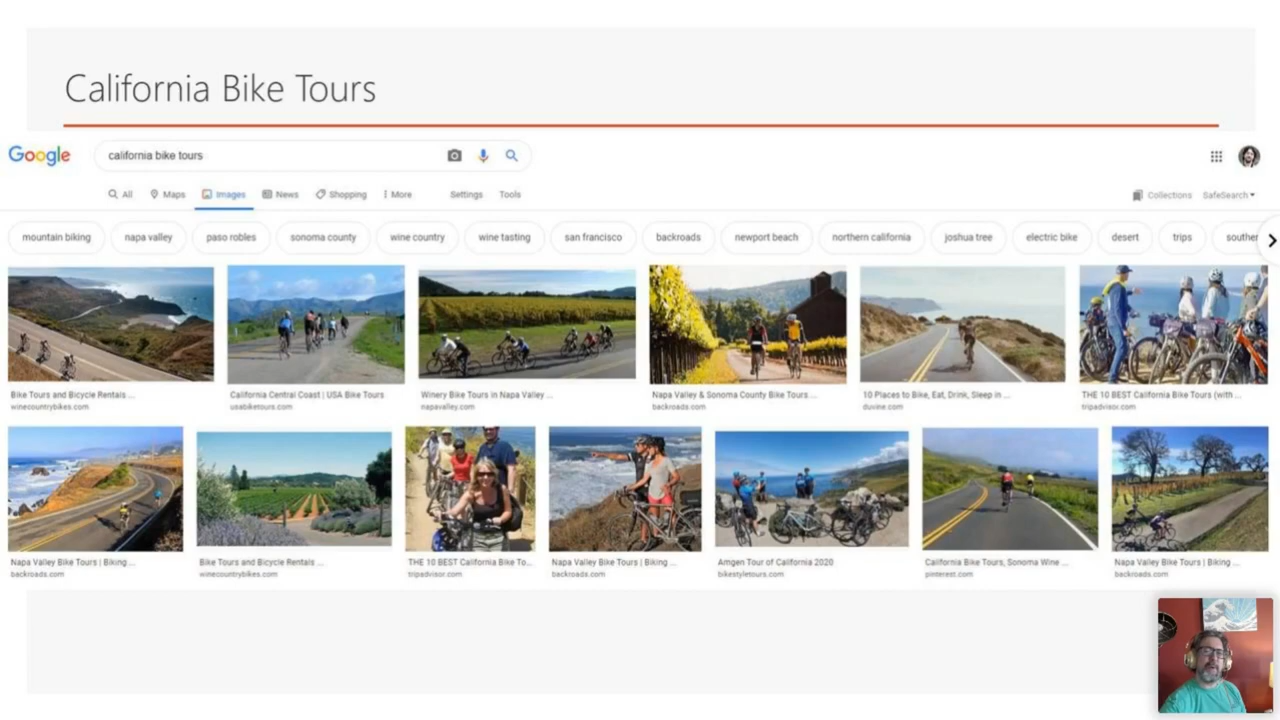 California Bike Tours
Google
california bike tours
All Maps Images News Shopping More Settings Tools
Collections SafeSearch
mountain biking napa valley paso robles sonoma county wine country wine tasting san francisco backroads newport beach northern california joshua tree electric bike desert trips souther
Bike Tours and Bicycle Rentals ...
winecountrybikes.com
California Central Coast | USA Bike Tours
usabiketours.com
Winery Bike Tours in Napa Valley ...
napavalley.com
Napa Valley & Sonoma County Bike Tours...
backroads.com
10 Places to Bike, Eat, Drink, Sleep in ...
duvine.com
THE 10 BEST California Bike Tours (with ...
tripadvisor.com
Napa Valley Bike Tours | Biking ...
backroads.com
Bike Tours and Bicycle Rentals ...
winecountrybikes.com
THE 10 BEST California Bike To...
tripadvisor.com
Napa Valley Bike Tours | Biking ...
backroads.com
Amgen Tour of California 2020
bikestyletours.com
California Bike Tours, Sonoma Wine ...
pinterest.com
Napa Valley Bike Tours | Biking ...
backroads.com